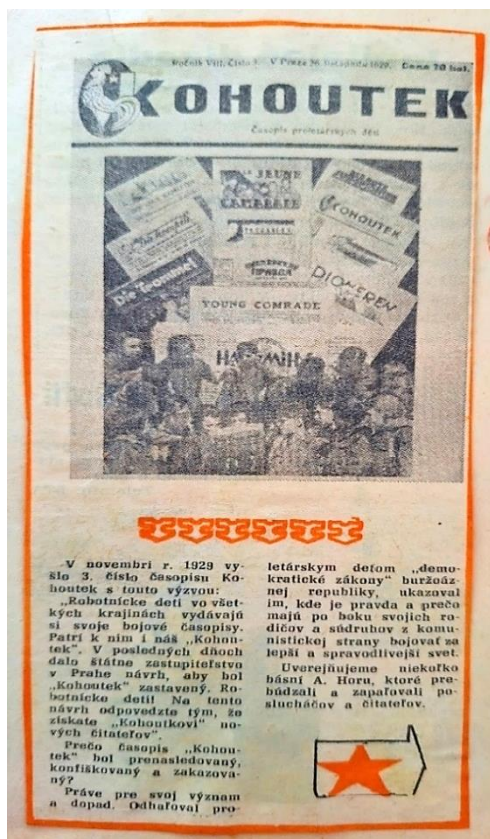 Ročník VIII. Číslo 3. V Praze listopadu 1929. Cena 70 hal.
KOHOUTEK
Časopis proletářských dětí
JEUNE
CAMARADE
KOHOUTEK
Die Trommel
PIONEREN
YOUNG COMRADE
V novembri r. 1929 vy-
šlo 3. číslo časopisu Ko-
houtek s touto výzvou:
„Robotnícke deti vo všet-
kých krajinách vydávajú
si svoje bojové časopisy.
Patrí k nim i náš „Kohou-
tek". V posledných dňoch
dalo štátne zastupiteľstvo
v Prahe návrh, aby bol
„Kohoutek" zastavený. Ro-
botnícke deti! Na tento
návrh odpovedzte tým, že
získate „Kohoutkovi" no-
vých čitateľov".
Prečo časopis „Kohou-
tek" bol prenasledovaný,
konfiškovaný a zakazova-
ný?
Práve pre svoj význam
a dopad. Odhaľoval pro-
letárskym deťom „demo-
kratické zákony" buržoáz-
nej republiky, ukazoval
im, kde je pravda a prečo
majú po boku svojich ro-
dičov a súdruhov z komu-
nistickej strany bojovať za
lepší a spravodlivejší svet.
Uverejňujeme niekoľko
básní A. Horu, ktoré pre-
búdzali a zapaľovali po-
slucháčov a čitateľov.